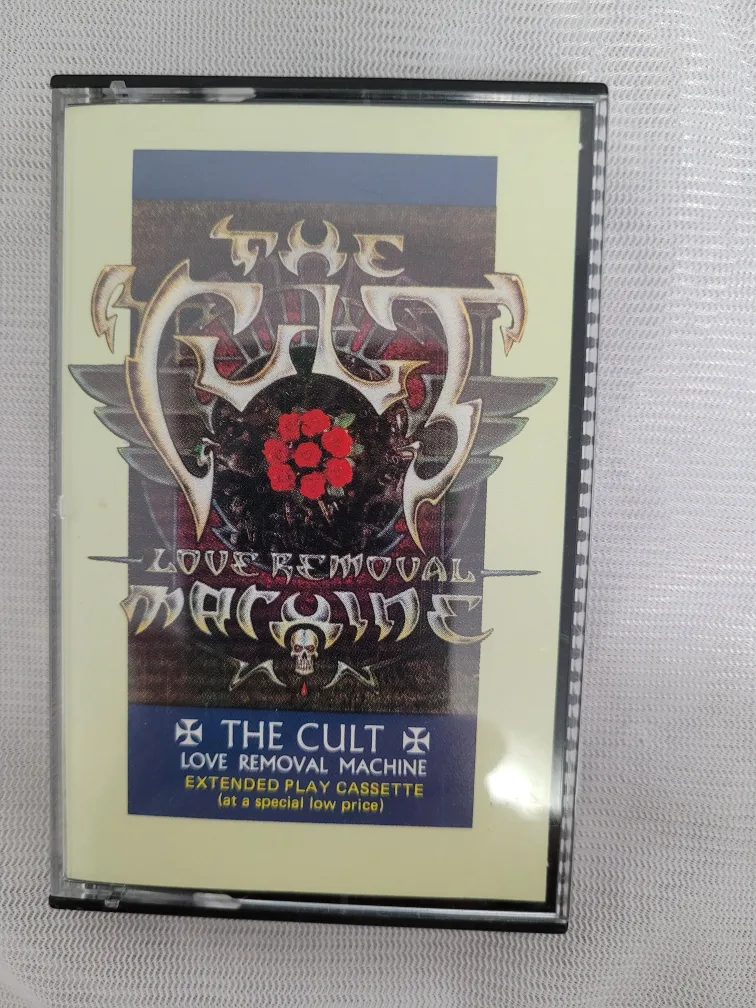 THE
CULT
LOVE REMOVAL
MACHINE
THE CULT
LOVE REMOVAL MACHINE
EXTENDED PLAY CASSETTE
(at a special low price)